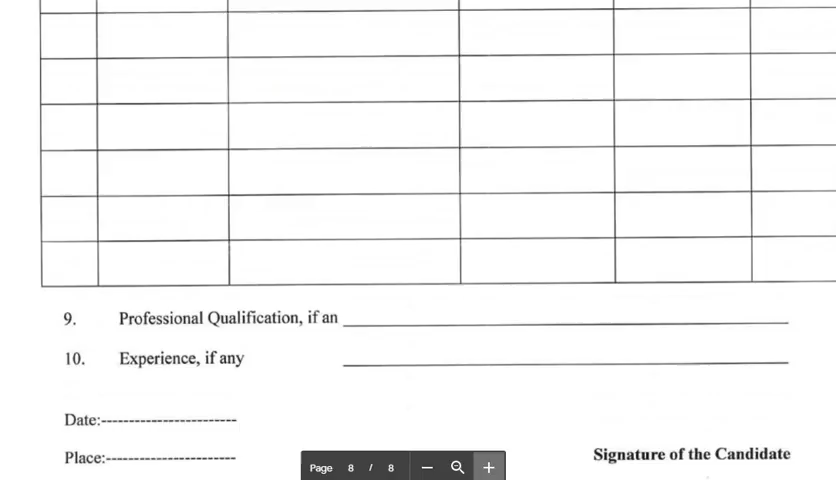 9. Professional Qualification, if an
10. Experience, if any
Date:------------------------
Place:-----------------------
Signature of the Candidate
Page 8 / 8